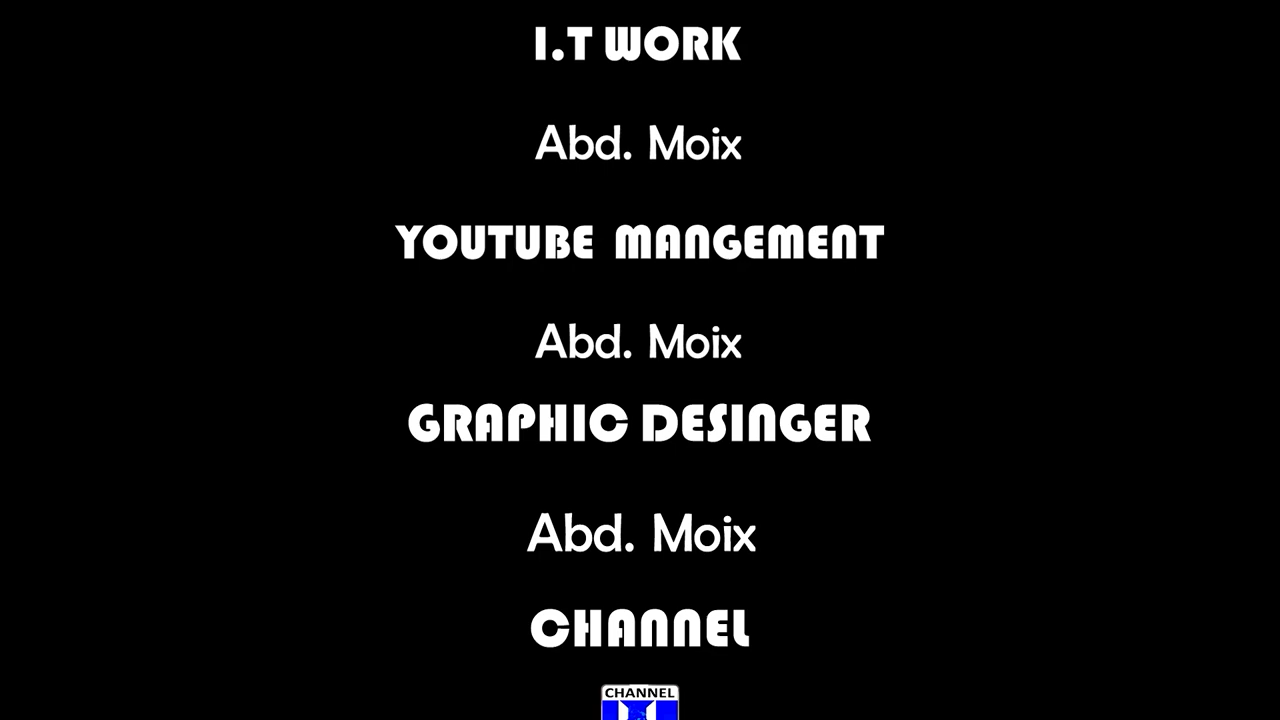 I.T WORK
Abd. Moix
YOUTUBE MANGEMENT
Abd. Moix
GRAPHIC DESINGER
Abd. Moix
CHANNEL
CHANNEL